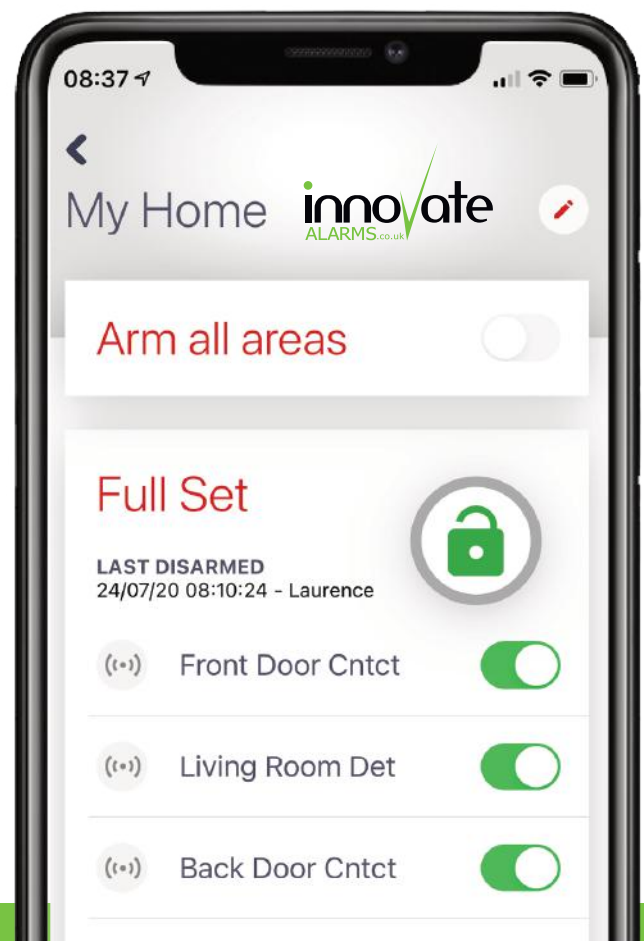 08:37
My Home
innovate
ALARMS.co.uk
Arm all areas
Full Set
LAST DISARMED
24/07/20 08:10:24 - Laurence
Front Door Cntct
Living Room Det
Back Door Cntct